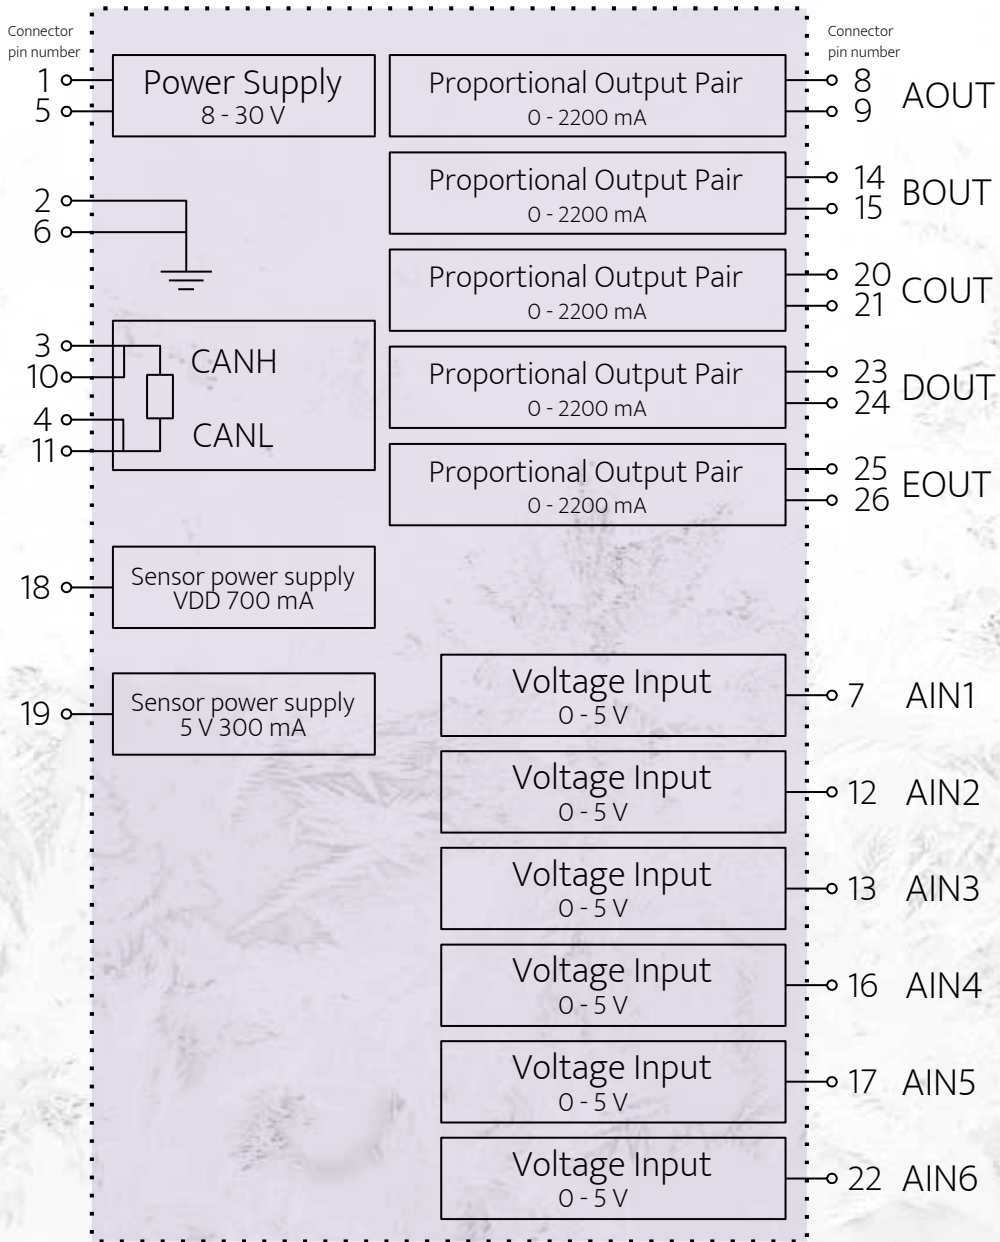 Connector
pin number
1
5
Power Supply
8 - 30 V
2
6
3
10
4
11
CANH
CANL
18
Sensor power supply
VDD 700 mA
19
Sensor power supply
5 V 300 mA
Connector
pin number
Proportional Output Pair
0 - 2200 mA
8
9
AOUT
Proportional Output Pair
0 - 2200 mA
14
15
BOUT
Proportional Output Pair
0 - 2200 mA
20
21
COUT
Proportional Output Pair
0 - 2200 mA
23
24
DOUT
Proportional Output Pair
0 - 2200 mA
25
26
EOUT
Voltage Input
0 - 5 V
7 AIN1
Voltage Input
0 - 5 V
12 AIN2
Voltage Input
0 - 5 V
13 AIN3
Voltage Input
0 - 5 V
16 AIN4
Voltage Input
0 - 5 V
17 AIN5
Voltage Input
0 - 5 V
22 AIN6